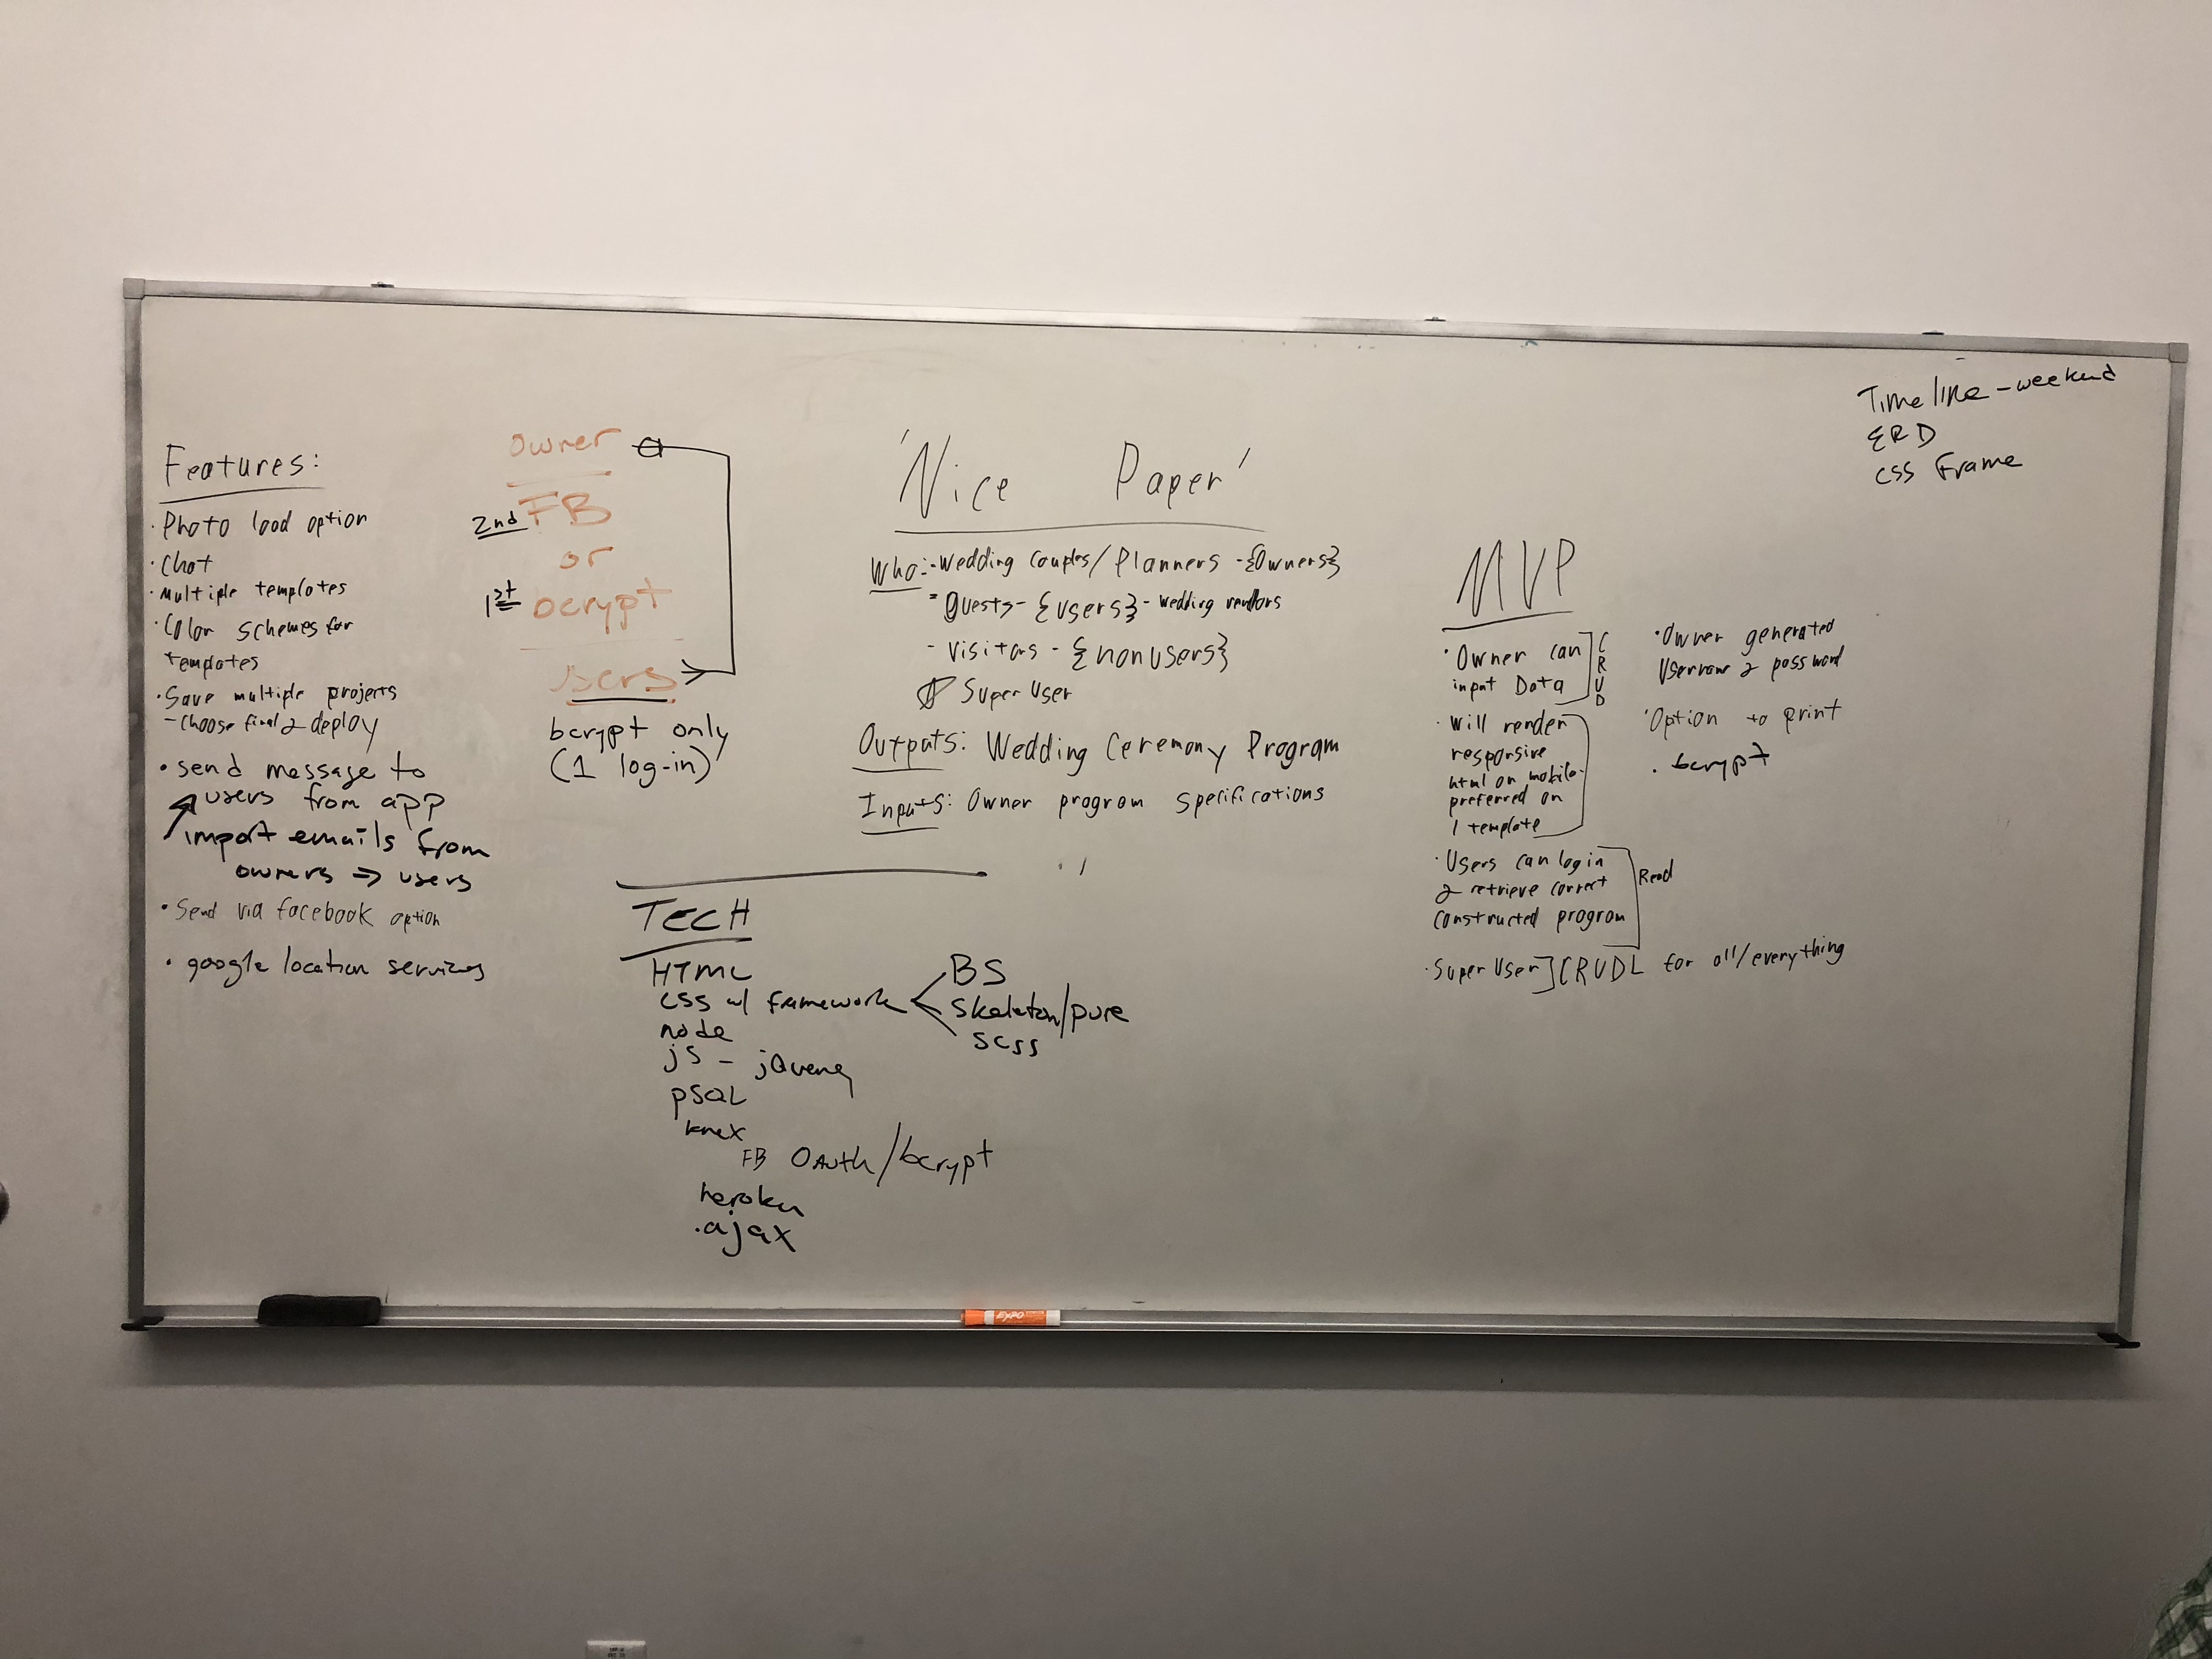 Features:
· Photo load option
· Chat
· Multiple templates
· Color schemes for
templates
· Save multiple projects
- Choose final & deploy
· send message to
users from app
import emails from
owners → users
· Send via facebook option
· google location services
owner
2nd FB
or
1st bcrypt
users
bcrypt only
(1 log-in)
'Nice Paper'
Who: - Wedding Couples/Planners - {Owners}
- guests - {users} - wedding vendors
- Visitors - {nonusers}
Super User
Outputs: Wedding Ceremony Program
Inputs: Owner program specifications
TECH
HTML
CSS w/ framework < BS
skeleton/pure
scss
node
js - jQuery
pSQL
knex
FB OAuth/bcrypt
heroku
.ajax
MVP
· Owner can
input Data ] CRUD
· Will render
responsive
html on mobile-
preferred on
1 template
· Users can login
& retrieve correct
constructed program ] Read
· Super User ] CRUDL for all/everything
· Owner generated
Username & password
· Option to print
· bcrypt
Timeline - weekend
ERD
CSS Frame
EXPO